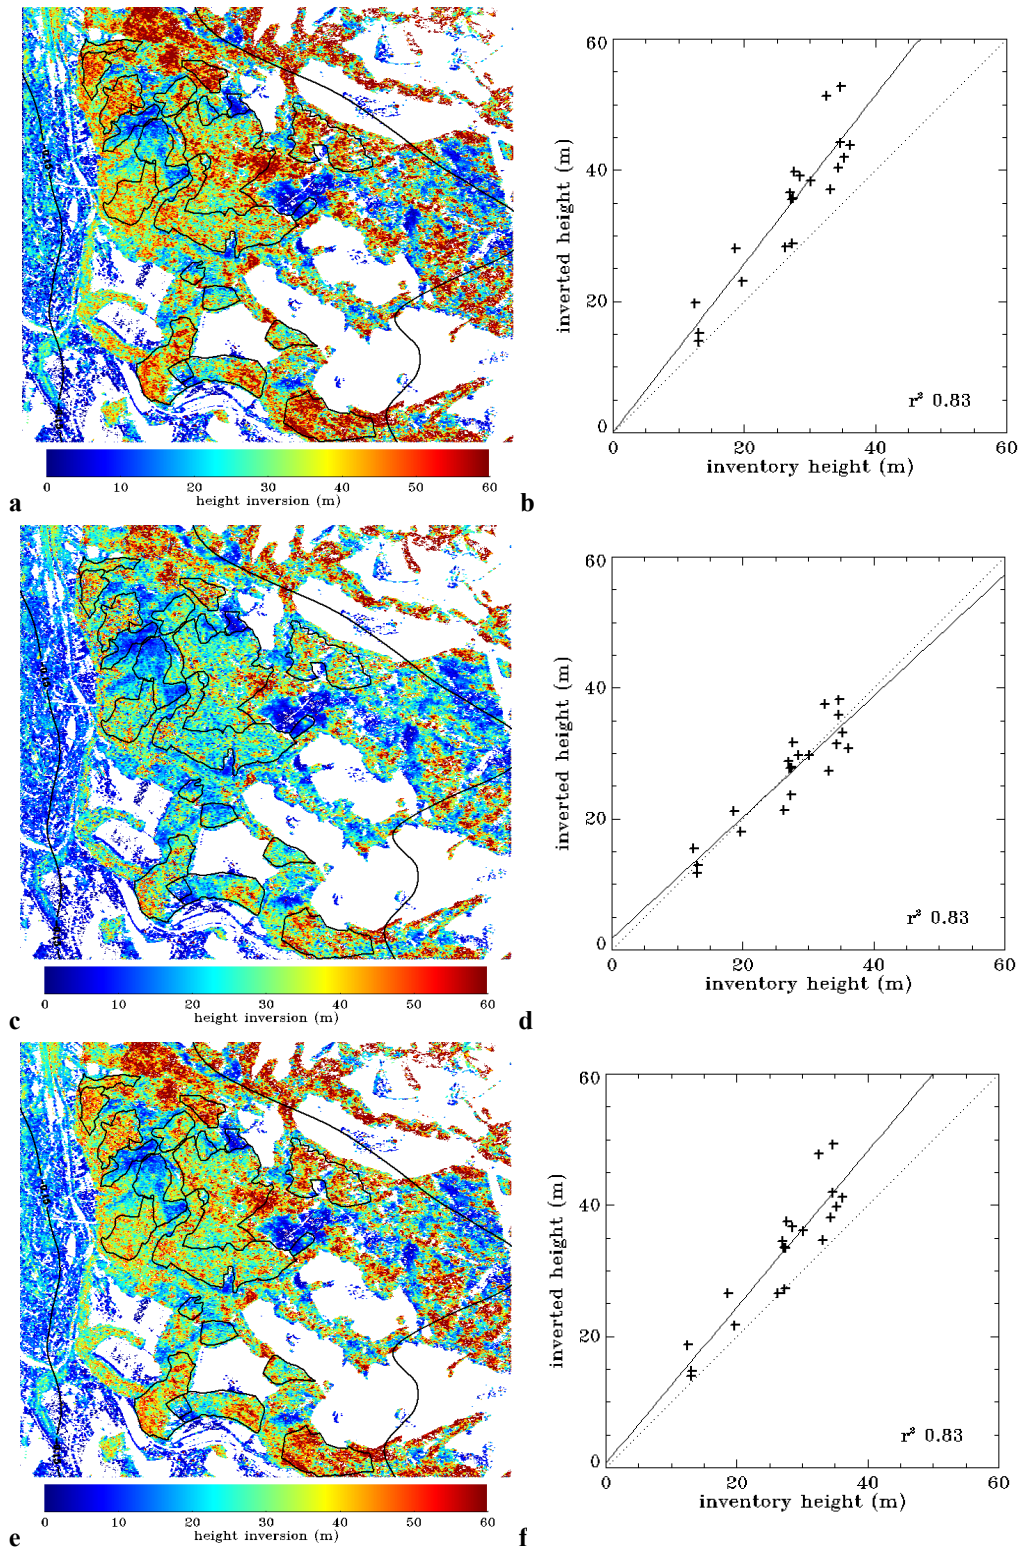 60
40
20
0
inverted height (m)
r² 0.83
0 20 40 60
inventory height (m)
0 10 20 30 40 50 60
height inversion (m)
a b
60
40
20
0
inverted height (m)
r² 0.83
0 20 40 60
inventory height (m)
0 10 20 30 40 50 60
height inversion (m)
c d
60
40
20
0
inverted height (m)
r² 0.83
0 20 40 60
inventory height (m)
0 10 20 30 40 50 60
height inversion (m)
e f